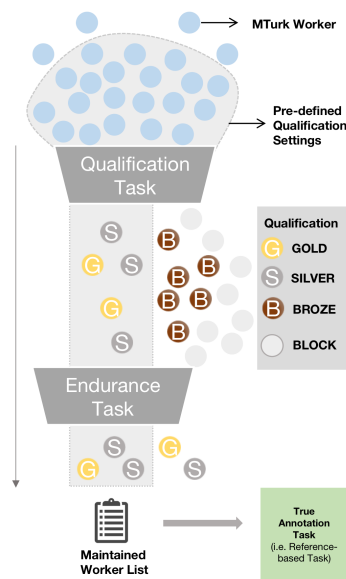 MTurk Worker
Pre-defined
Qualification
Settings
Qualification
Task
S
G
S
G
S
B
B
B
B
B
B
Qualification
G GOLD
S SILVER
B BROZE
BLOCK
Endurance
Task
S
G
G
S
S
Maintained
Worker List
True
Annotation
Task
(i.e. Reference-
based Task)